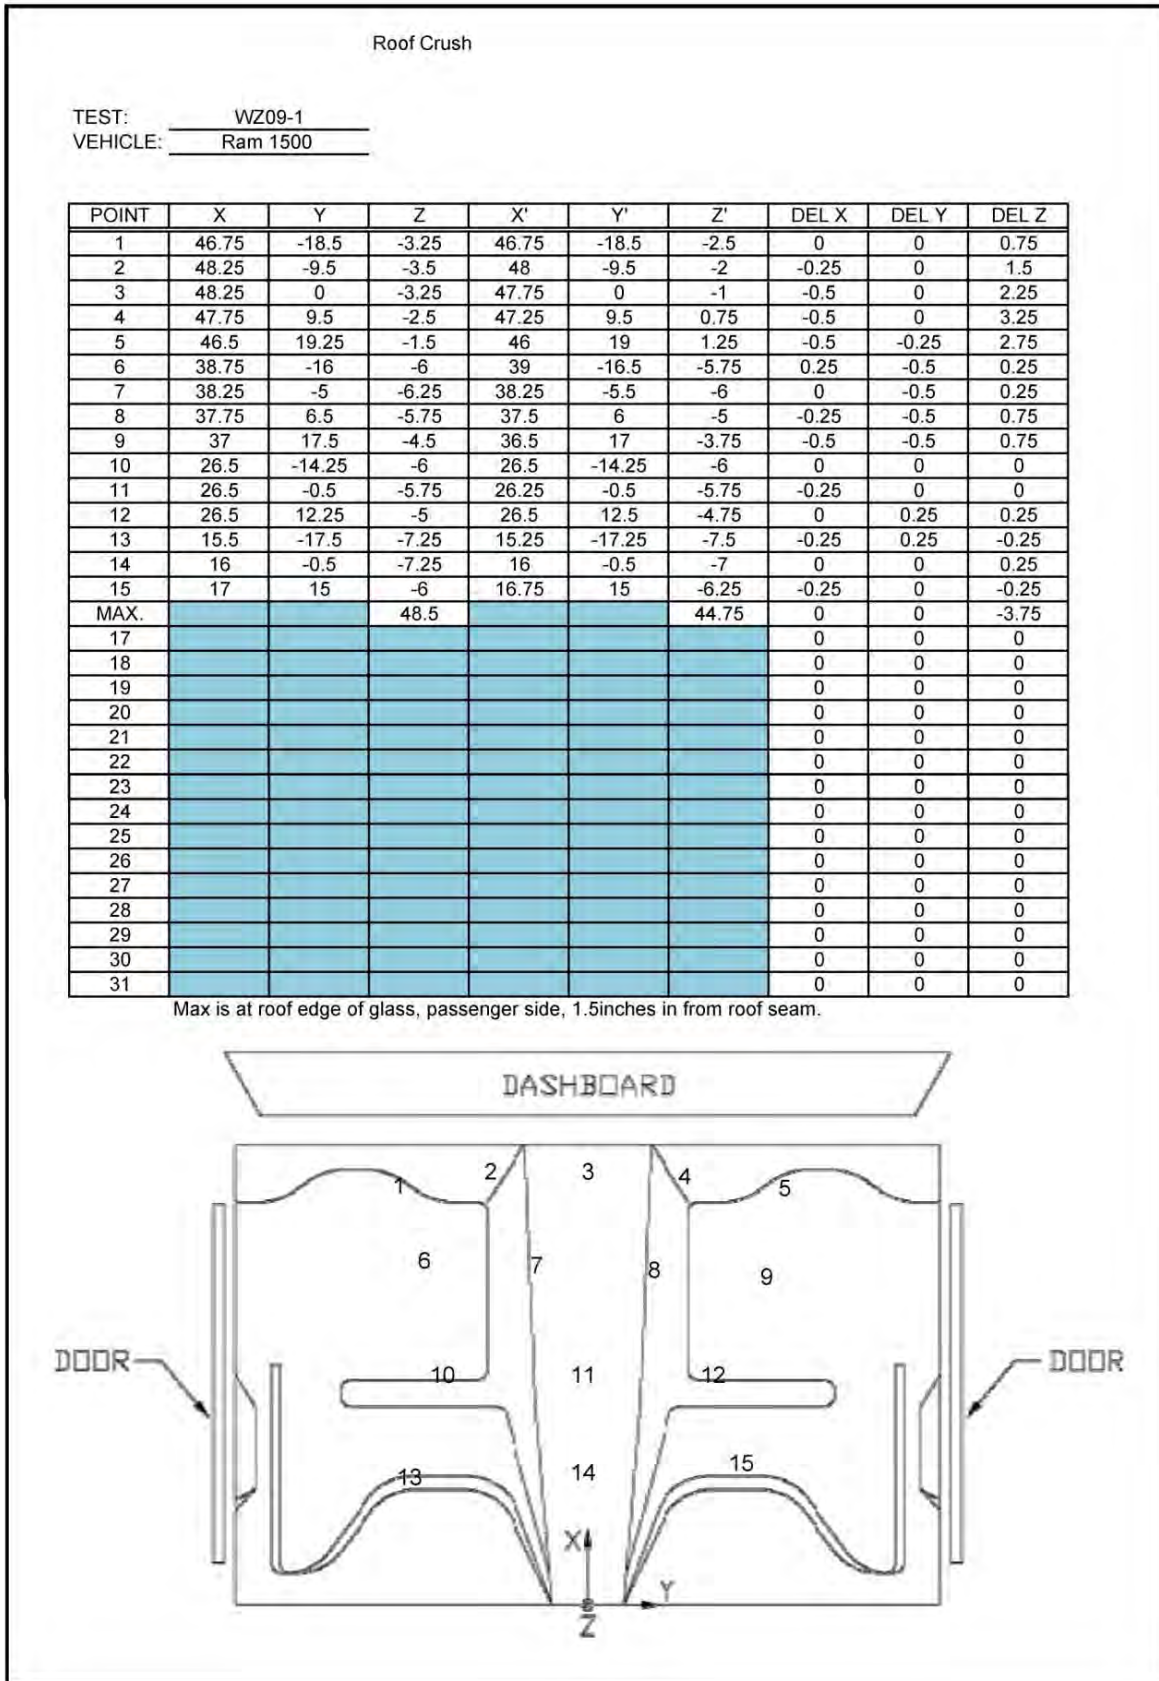 Roof Crush
TEST: WZ09-1
VEHICLE: Ram 1500
POINT X Y Z X' Y' Z' DEL X DEL Y DEL Z
1 46.75 -18.5 -3.25 46.75 -18.5 -2.5 0 0 0.75
2 48.25 -9.5 -3.5 48 -9.5 -2 -0.25 0 1.5
3 48.25 0 -3.25 47.75 0 -1 -0.5 0 2.25
4 47.75 9.5 -2.5 47.25 9.5 0.75 -0.5 0 3.25
5 46.5 19.25 -1.5 46 19 1.25 -0.5 -0.25 2.75
6 38.75 -16 -6 39 -16.5 -5.75 0.25 -0.5 0.25
7 38.25 -5 -6.25 38.25 -5.5 -6 0 -0.5 0.25
8 37.75 6.5 -5.75 37.5 6 -5 -0.25 -0.5 0.75
9 37 17.5 -4.5 36.5 17 -3.75 -0.5 -0.5 0.75
10 26.5 -14.25 -6 26.5 -14.25 -6 0 0 0
11 26.5 -0.5 -5.75 26.25 -0.5 -5.75 -0.25 0 0
12 26.5 12.25 -5 26.5 12.5 -4.75 0 0.25 0.25
13 15.5 -17.5 -7.25 15.25 -17.25 -7.5 -0.25 0.25 -0.25
14 16 -0.5 -7.25 16 -0.5 -7 0 0 0.25
15 17 15 -6 16.75 15 -6.25 -0.25 0 -0.25
MAX. 48.5 44.75 0 0 -3.75
17 0 0 0
18 0 0 0
19 0 0 0
20 0 0 0
21 0 0 0
22 0 0 0
23 0 0 0
24 0 0 0
25 0 0 0
26 0 0 0
27 0 0 0
28 0 0 0
29 0 0 0
30 0 0 0
31 0 0 0
Max is at roof edge of glass, passenger side, 1.5inches in from roof seam.
DASHBOARD
1 2 3 4 5
6 7 8 9
DOOR 10 11 12 DOOR
13 14 15
X
Y
Z